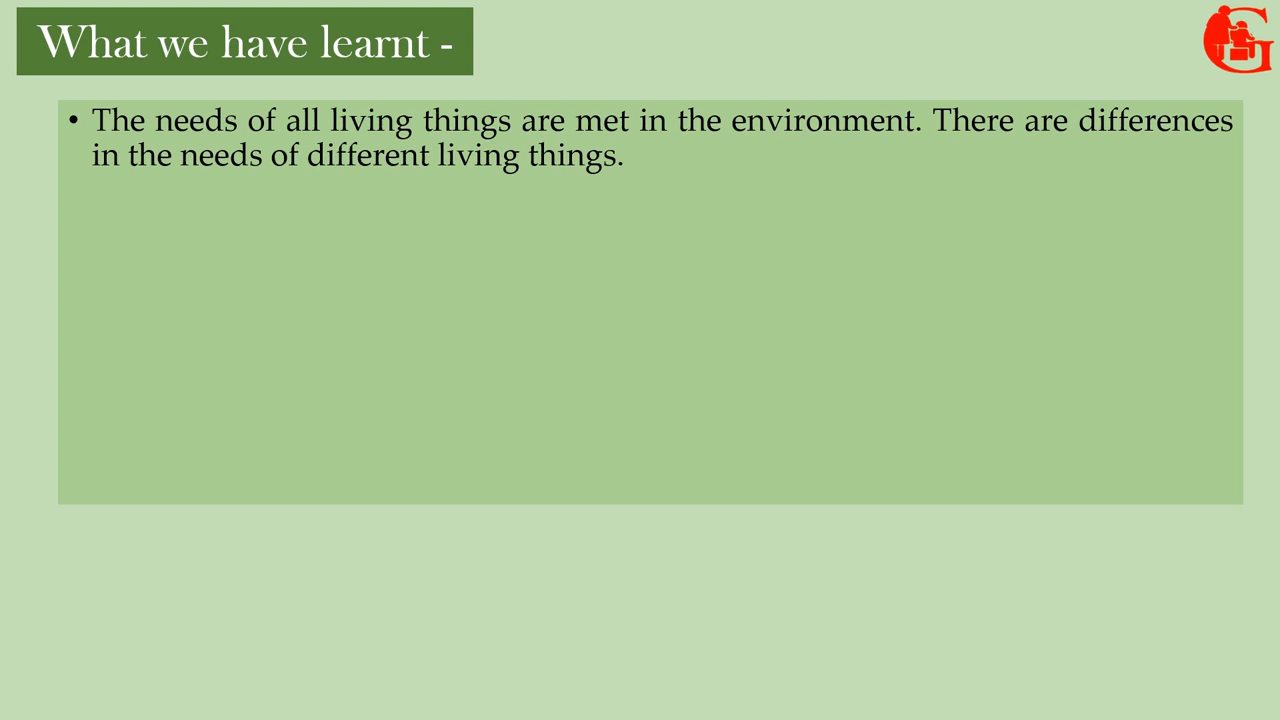 What we have learnt -
• The needs of all living things are met in the environment. There are differences
in the needs of different living things.